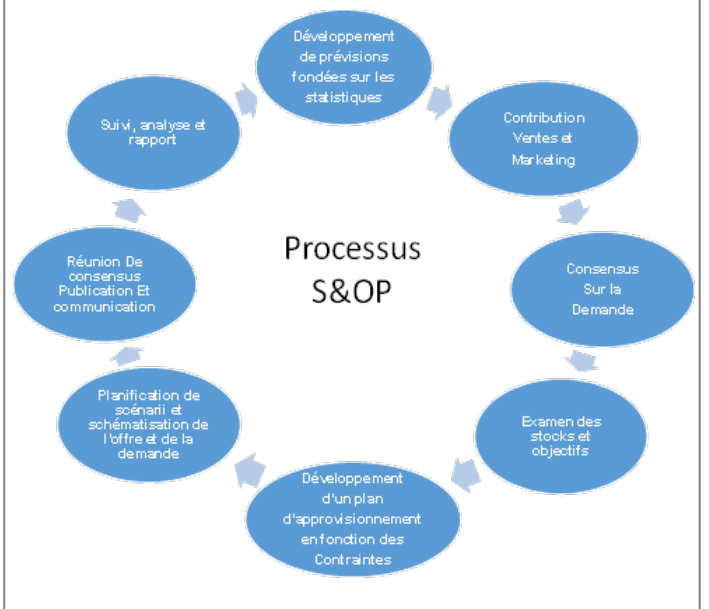 Développement
de prévisions
fondées sur les
statistiques
Contribution
Ventes et
Marketing
Consensus
Sur la
Demande
Examen des
stocks et
objectifs
Développement
d'un plan
d'approvisionnement
en fonction des
Contraintes
Planification de
scénarii et
schématisation de
l'offre et de la
demande
Réunion De
consensus
Publication Et
communication
Suivi, analyse et
rapport
Processus
S&OP